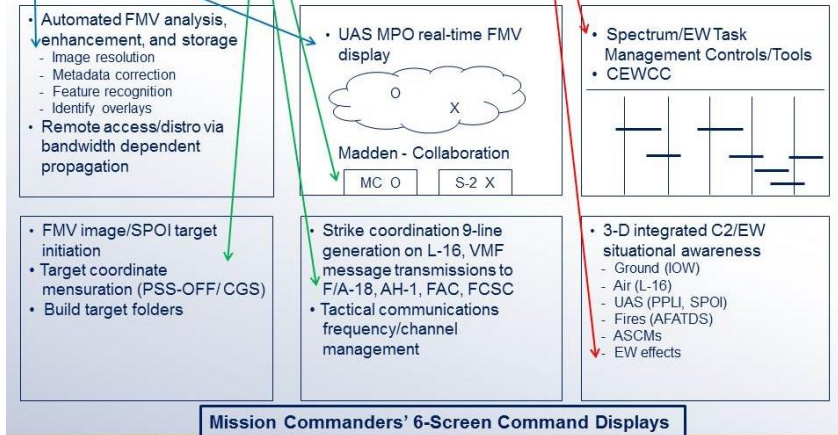 • Automated FMV analysis,
enhancement, and storage
- Image resolution
- Metadata correction
- Feature recognition
- Identify overlays
• Remote access/distro via
bandwidth dependent
propagation
• UAS MPO real-time FMV
display
O
X
Madden - Collaboration
MC O
S-2 X
• Spectrum/EW Task
Management Controls/Tools
• CEWCC
• FMV image/SPOI target
initiation
• Target coordinate
mensuration (PSS-OFF/ CGS)
• Build target folders
• Strike coordination 9-line
generation on L-16, VMF
message transmissions to
F/A-18, AH-1, FAC, FCSC
• Tactical communications
frequency/channel
management
• 3-D integrated C2/EW
situational awareness
- Ground (IOW)
- Air (L-16)
- UAS (PPLI, SPOI)
- Fires (AFATDS)
- ASCMs
- EW effects
Mission Commanders' 6-Screen Command Displays